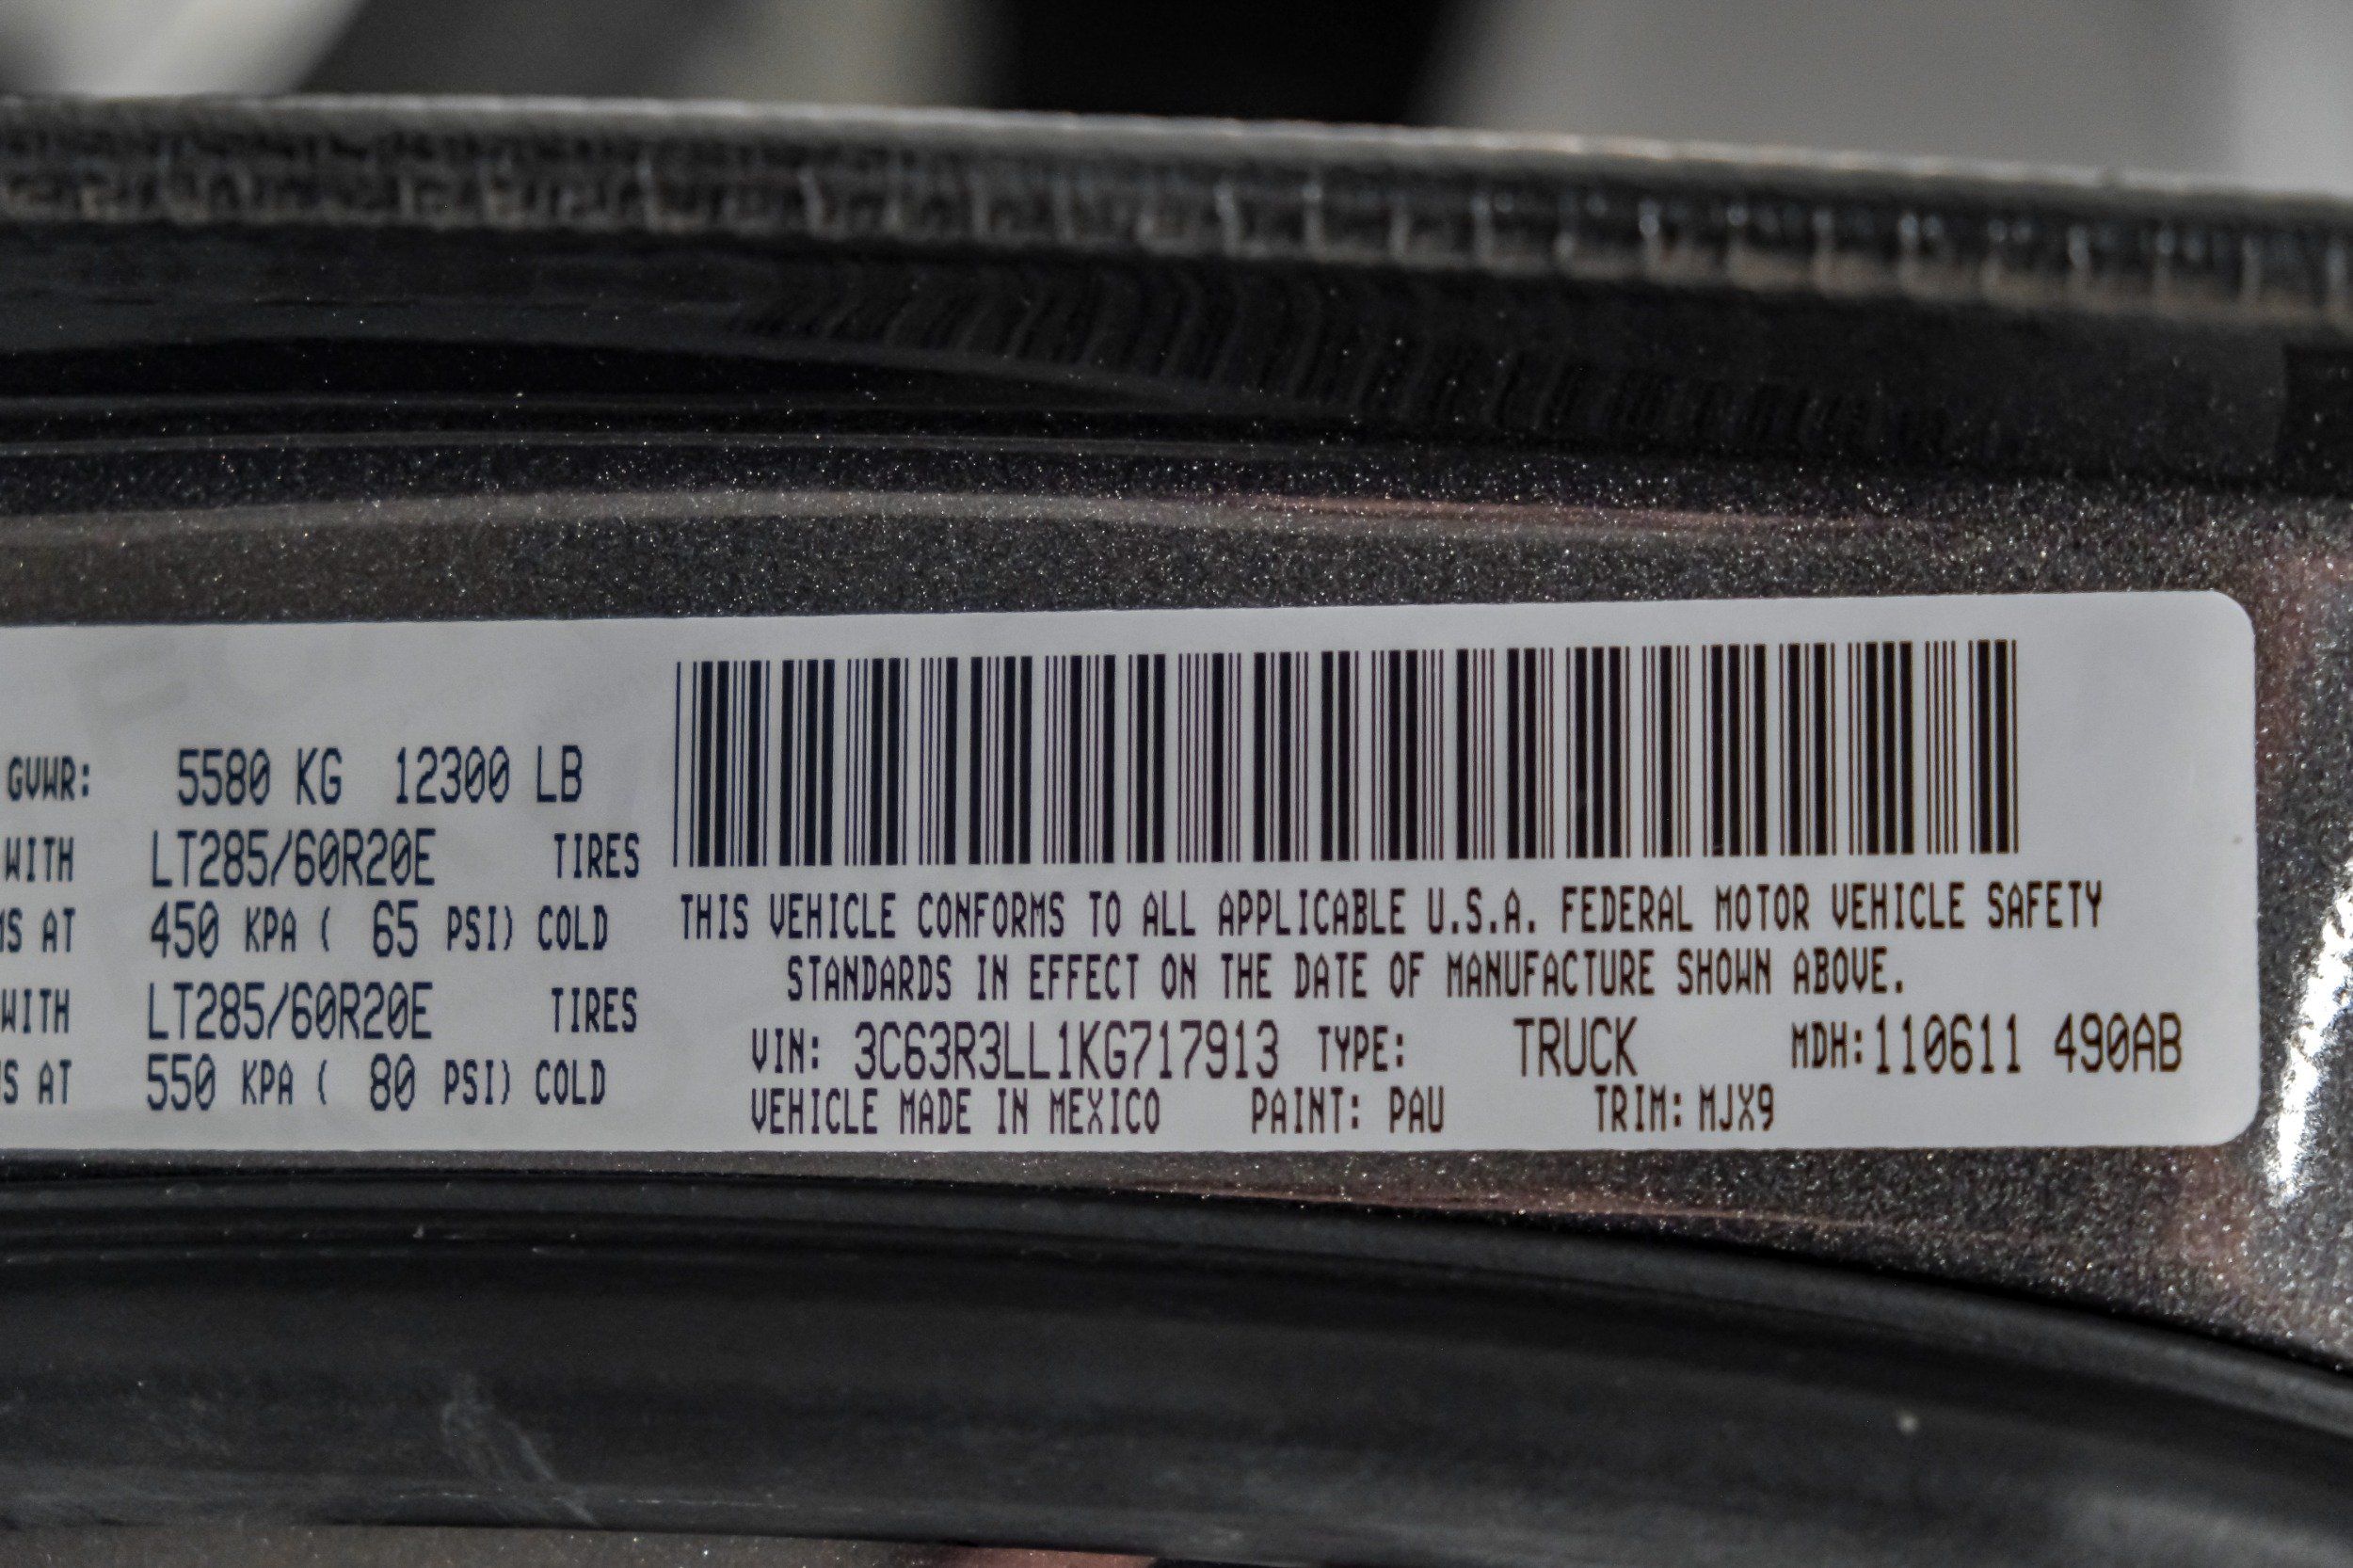 GVWR: 5580 KG 12300 LB
WITH LT285/60R20E TIRES
AT 450 KPA ( 65 PSI) COLD
WITH LT285/60R20E TIRES
AT 550 KPA ( 80 PSI) COLD
THIS VEHICLE CONFORMS TO ALL APPLICABLE U.S.A. FEDERAL MOTOR VEHICLE SAFETY
STANDARDS IN EFFECT ON THE DATE OF MANUFACTURE SHOWN ABOVE.
VIN: 3C63R3LL1KG717913 TYPE: TRUCK MDH:110611 490AB
VEHICLE MADE IN MEXICO PAINT: PAU TRIM: MJX9